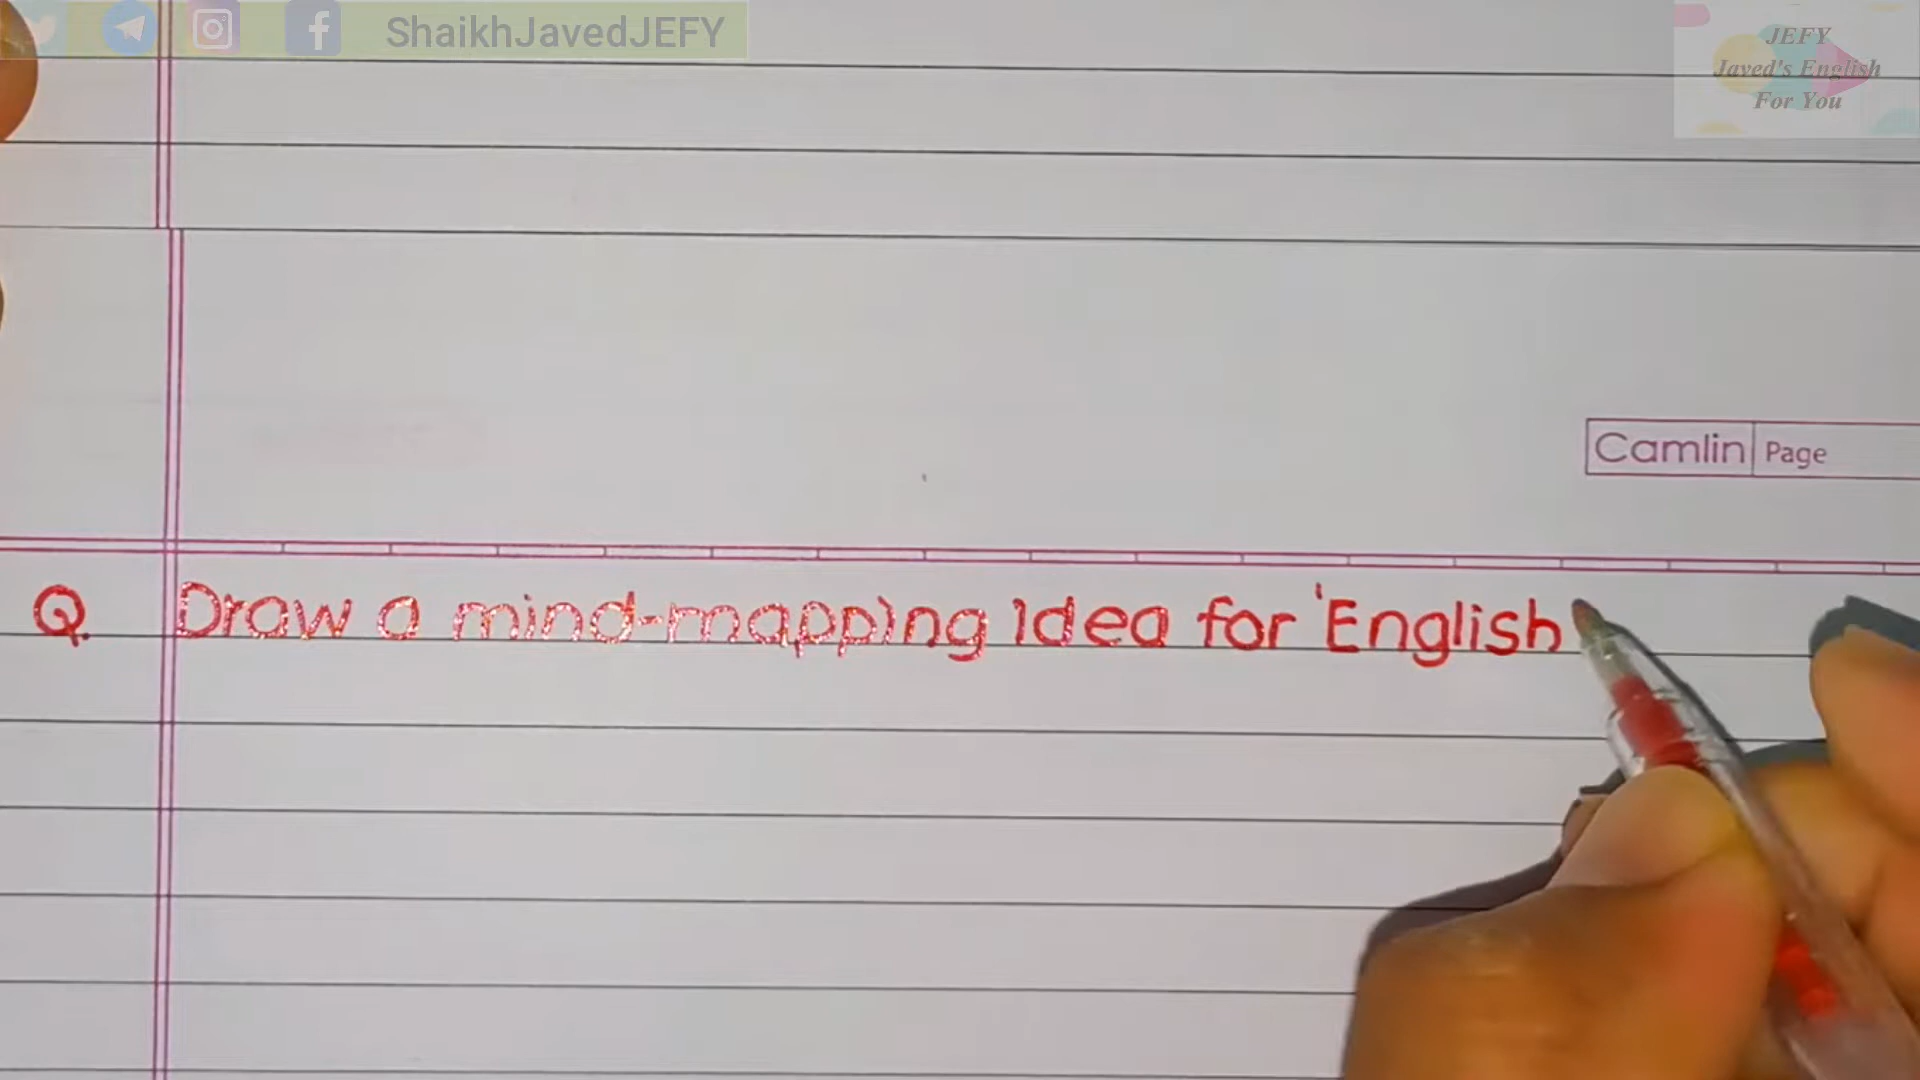 ShaikhJavedJEFY
JEFY
Javed's English
For You
Camlin Page
Q. Draw a mind-mapping idea for 'English